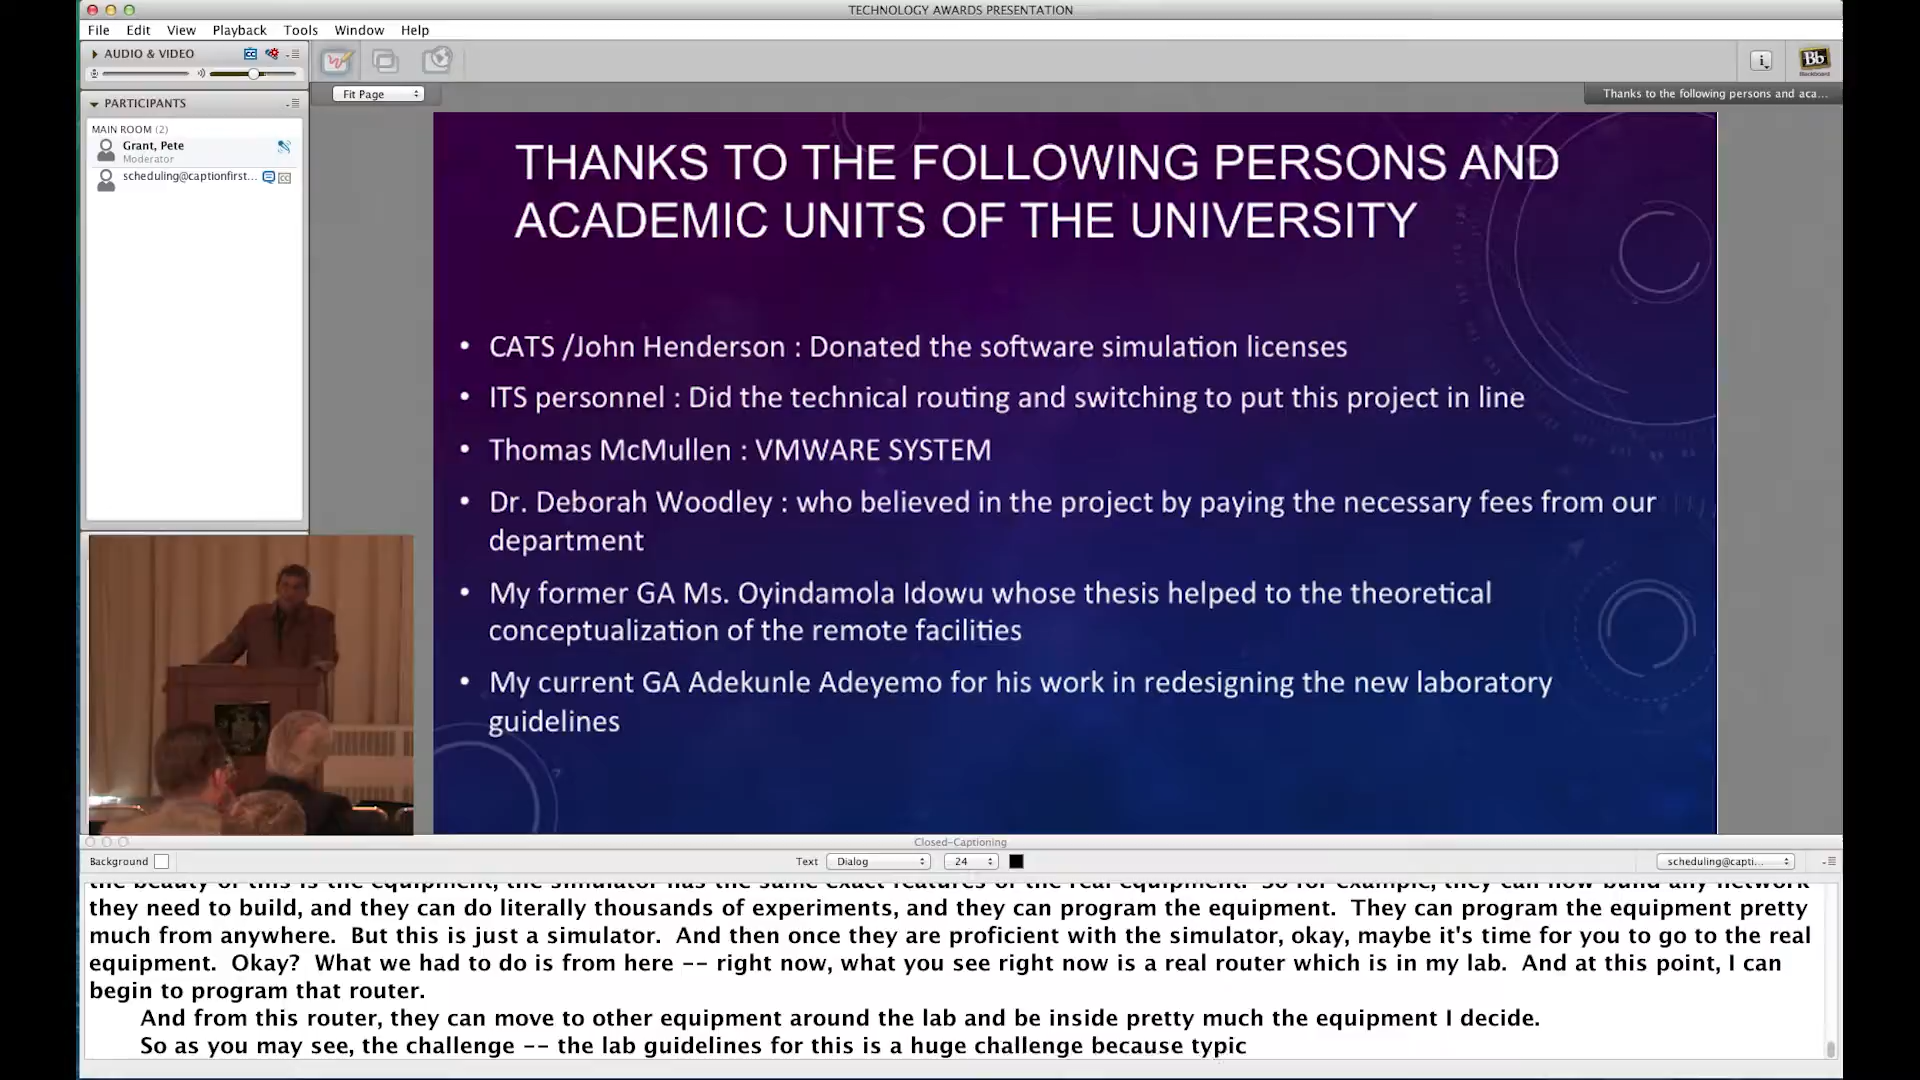 TECHNOLOGY AWARDS PRESENTATION
File Edit View Playback Tools Window Help
AUDIO & VIDEO
Fit Page
Thanks to the following persons and aca...
Bb
Blackboard
PARTICIPANTS
MAIN ROOM (2)
Grant, Pete
Moderator
scheduling@captionfirst...
THANKS TO THE FOLLOWING PERSONS AND
ACADEMIC UNITS OF THE UNIVERSITY
• CATS /John Henderson : Donated the software simulation licenses
• ITS personnel : Did the technical routing and switching to put this project in line
• Thomas McMullen : VMWARE SYSTEM
• Dr. Deborah Woodley : who believed in the project by paying the necessary fees from our
department
• My former GA Ms. Oyindamola Idowu whose thesis helped to the theoretical
conceptualization of the remote facilities
• My current GA Adekunle Adeyemo for his work in redesigning the new laboratory
guidelines
Closed-Captioning
Background Text Dialog 24 scheduling@capti...
the beauty of this is the equipment, the simulator has the same exact features of the real equipment. So for example, they can now build any network
they need to build, and they can do literally thousands of experiments, and they can program the equipment. They can program the equipment pretty
much from anywhere. But this is just a simulator. And then once they are proficient with the simulator, okay, maybe it's time for you to go to the real
equipment. Okay? What we had to do is from here -- right now, what you see right now is a real router which is in my lab. And at this point, I can
begin to program that router.
And from this router, they can move to other equipment around the lab and be inside pretty much the equipment I decide.
So as you may see, the challenge -- the lab guidelines for this is a huge challenge because typic